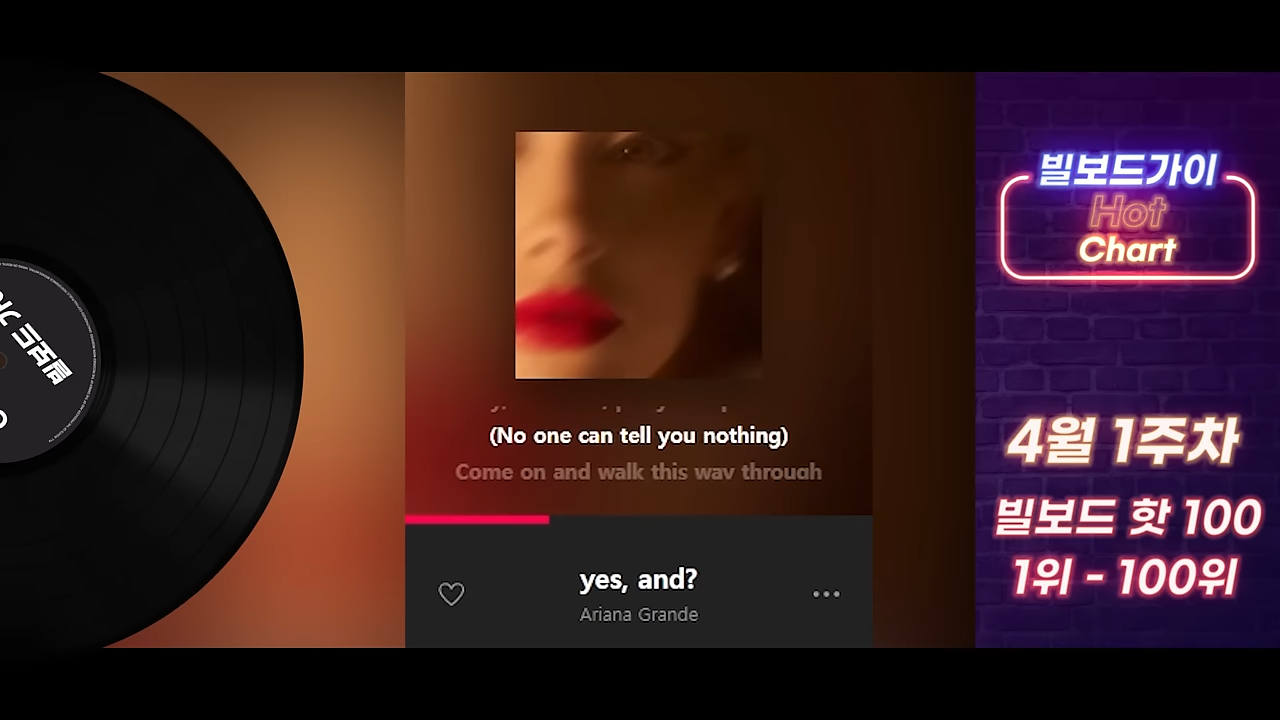 (No one can tell you nothing)
Come on and walk this way through
yes, and?
Ariana Grande
빌보드가이
Hot
Chart
4월 1주차
빌보드 핫 100
1위 - 100위